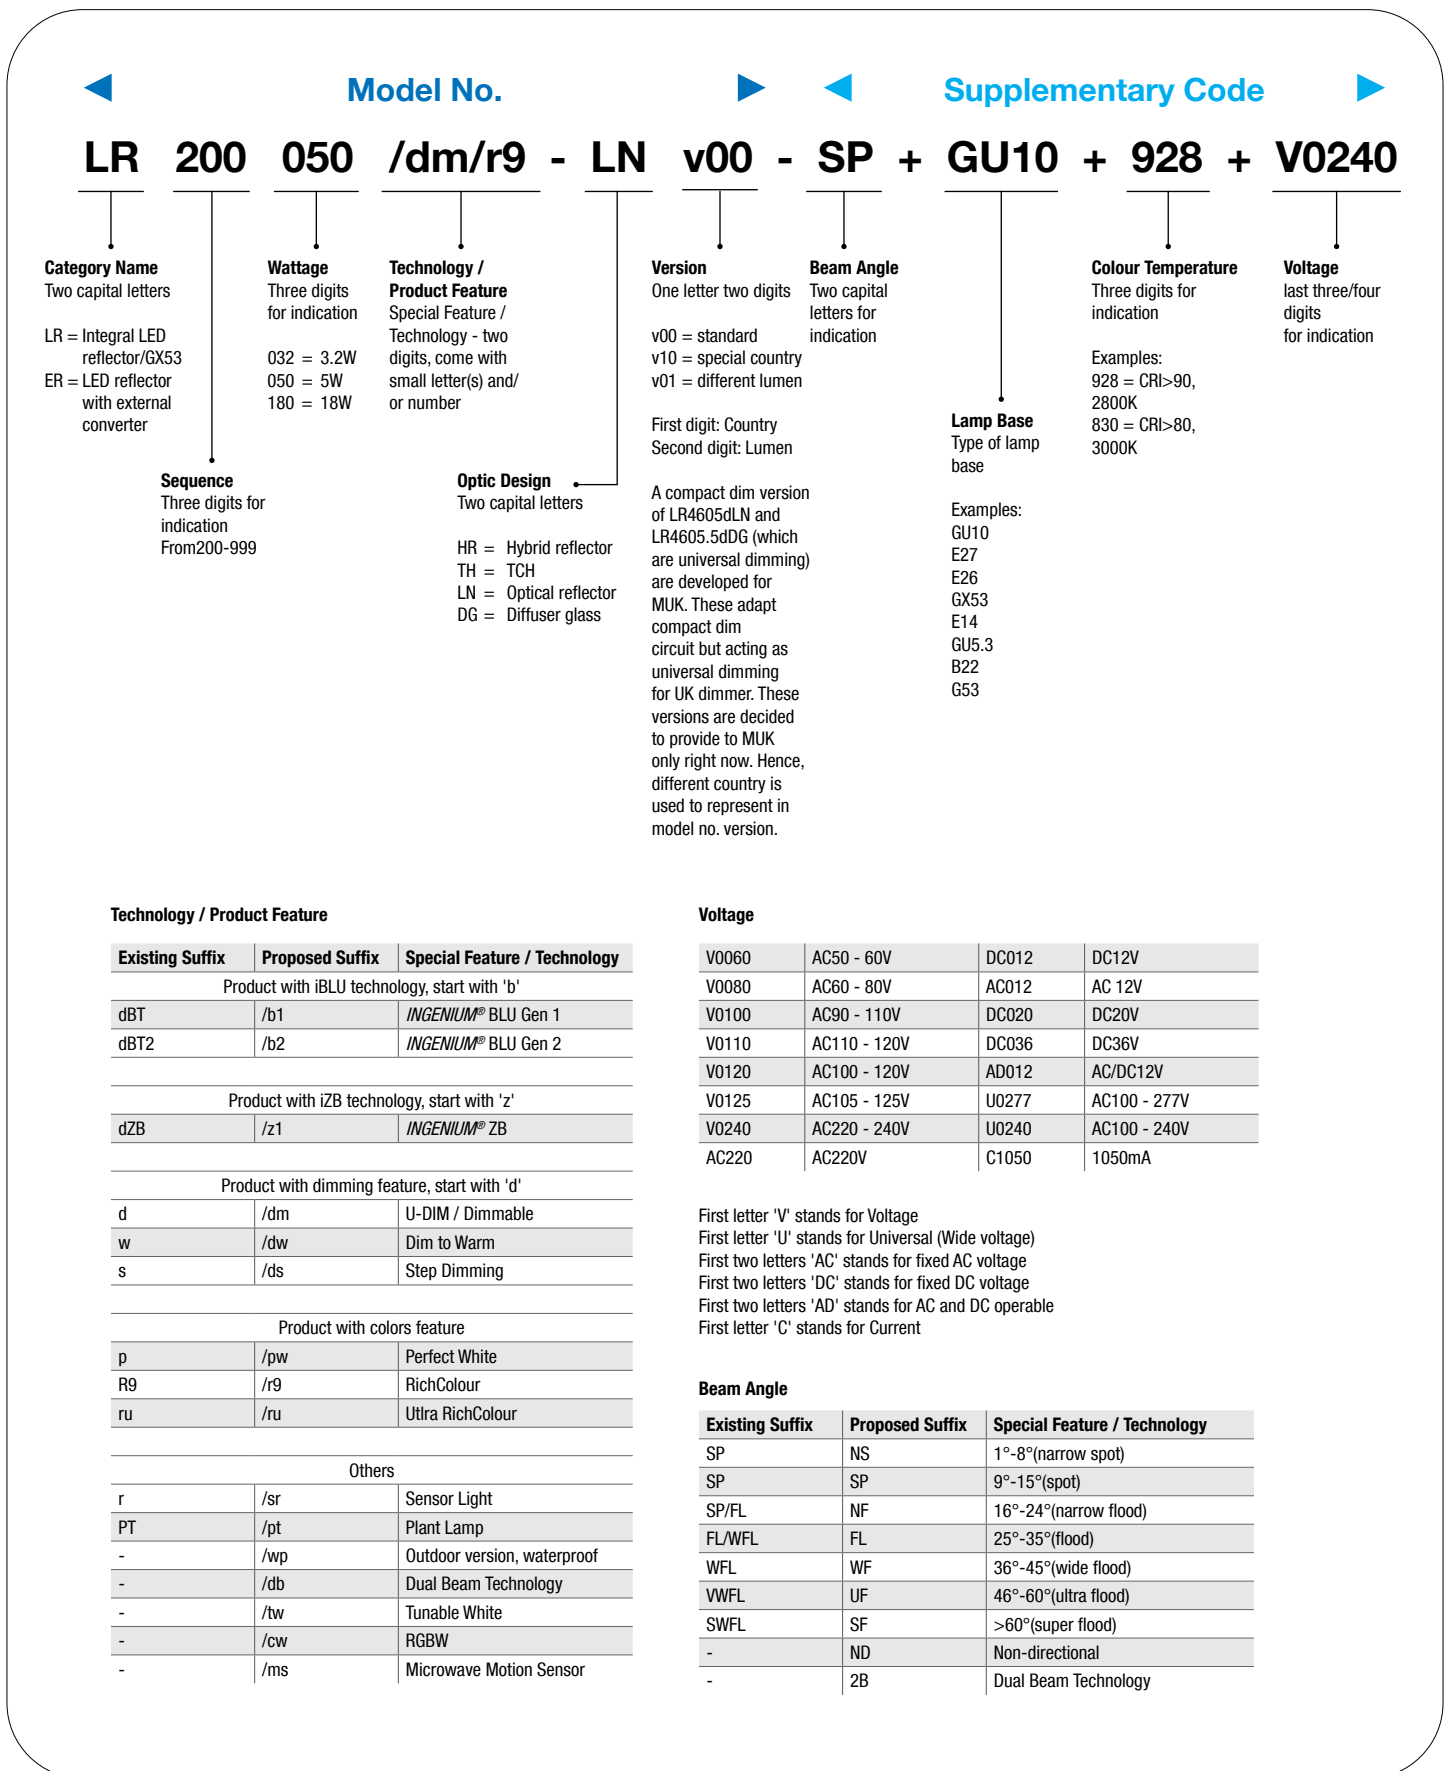 Model No.
Supplementary Code
LR 200 050 /dm/r9 - LN v00 - SP + GU10 + 928 + V0240
Category Name
Two capital letters
LR = Integral LED
reflector/GX53
ER = LED reflector
with external
converter
Sequence
Three digits for
indication
From200-999
Wattage
Three digits
for indication
032 = 3.2W
050 = 5W
180 = 18W
Technology /
Product Feature
Special Feature /
Technology - two
digits, come with
small letter(s) and/
or number
Optic Design
Two capital letters
HR = Hybrid reflector
TH = TCH
LN = Optical reflector
DG = Diffuser glass
Version
One letter two digits
v00 = standard
v10 = special country
v01 = different lumen
First digit: Country
Second digit: Lumen
A compact dim version
of LR4605dLN and
LR4605.5dDG (which
are universal dimming)
are developed for
MUK. These adapt
compact dim
circuit but acting as
universal dimming
for UK dimmer. These
versions are decided
to provide to MUK
only right now. Hence,
different country is
used to represent in
model no. version.
Beam Angle
Two capital
letters for
indication
Lamp Base
Type of lamp
base
Examples:
GU10
E27
E26
GX53
E14
GU5.3
B22
G53
Colour Temperature
Three digits for
indication
Examples:
928 = CRI>90,
2800K
830 = CRI>80,
3000K
Voltage
last three/four
digits
for indication
Technology / Product Feature
Existing Suffix Proposed Suffix Special Feature / Technology
Product with iBLU technology, start with 'b'
dBT /b1 INGENIUM® BLU Gen 1
dBT2 /b2 INGENIUM® BLU Gen 2
Product with iZB technology, start with 'z'
dZB /z1 INGENIUM® ZB
Product with dimming feature, start with 'd'
d /dm U-DIM / Dimmable
w /dw Dim to Warm
s /ds Step Dimming
Product with colors feature
p /pw Perfect White
R9 /r9 RichColour
ru /ru Utlra RichColour
Others
r /sr Sensor Light
PT /pt Plant Lamp
- /wp Outdoor version, waterproof
- /db Dual Beam Technology
- /tw Tunable White
- /cw RGBW
- /ms Microwave Motion Sensor
Voltage
V0060 AC50 - 60V DC012 DC12V
V0080 AC60 - 80V AC012 AC 12V
V0100 AC90 - 110V DC020 DC20V
V0110 AC110 - 120V DC036 DC36V
V0120 AC100 - 120V AD012 AC/DC12V
V0125 AC105 - 125V U0277 AC100 - 277V
V0240 AC220 - 240V U0240 AC100 - 240V
AC220 AC220V C1050 1050mA
First letter 'V' stands for Voltage
First letter 'U' stands for Universal (Wide voltage)
First two letters 'AC' stands for fixed AC voltage
First two letters 'DC' stands for fixed DC voltage
First two letters 'AD' stands for AC and DC operable
First letter 'C' stands for Current
Beam Angle
Existing Suffix Proposed Suffix Special Feature / Technology
SP NS 1°-8°(narrow spot)
SP SP 9°-15°(spot)
SP/FL NF 16°-24°(narrow flood)
FL/WFL FL 25°-35°(flood)
WFL WF 36°-45°(wide flood)
VWFL UF 46°-60°(ultra flood)
SWFL SF >60°(super flood)
- ND Non-directional
- 2B Dual Beam Technology